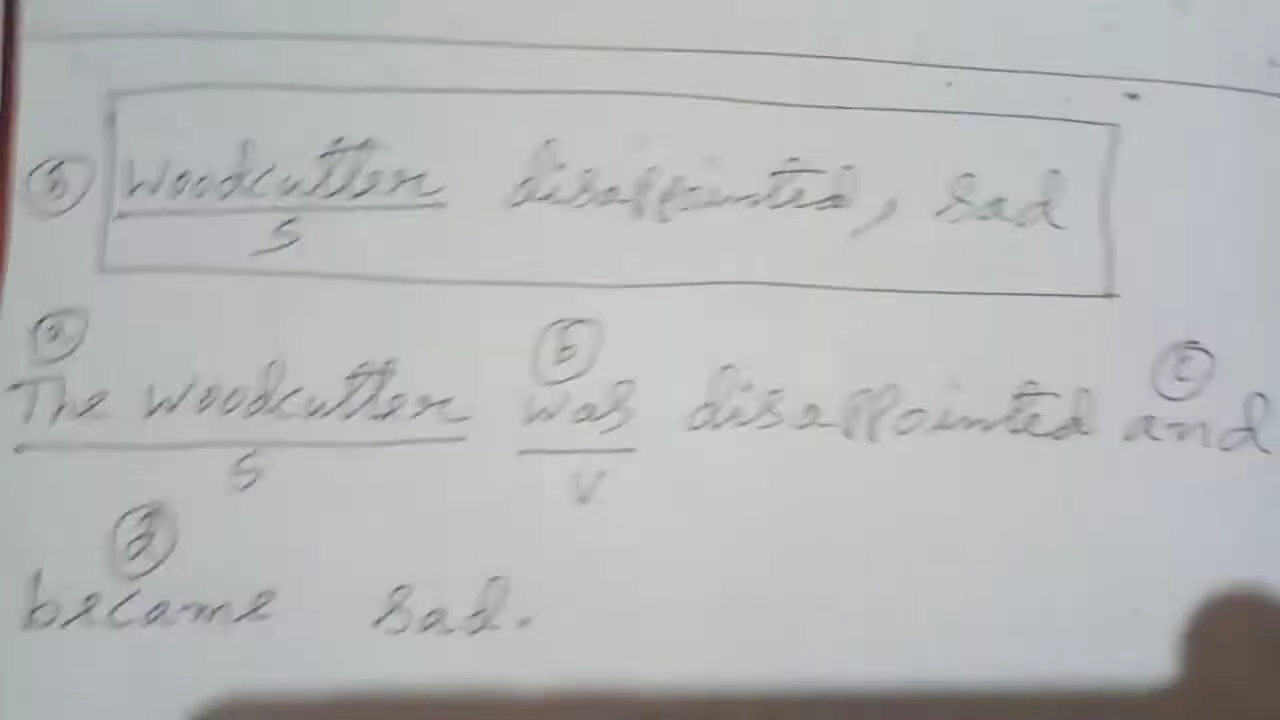 woodcutter disappointed, sad
S
The woodcutter was disappointed and
S V
became sad.